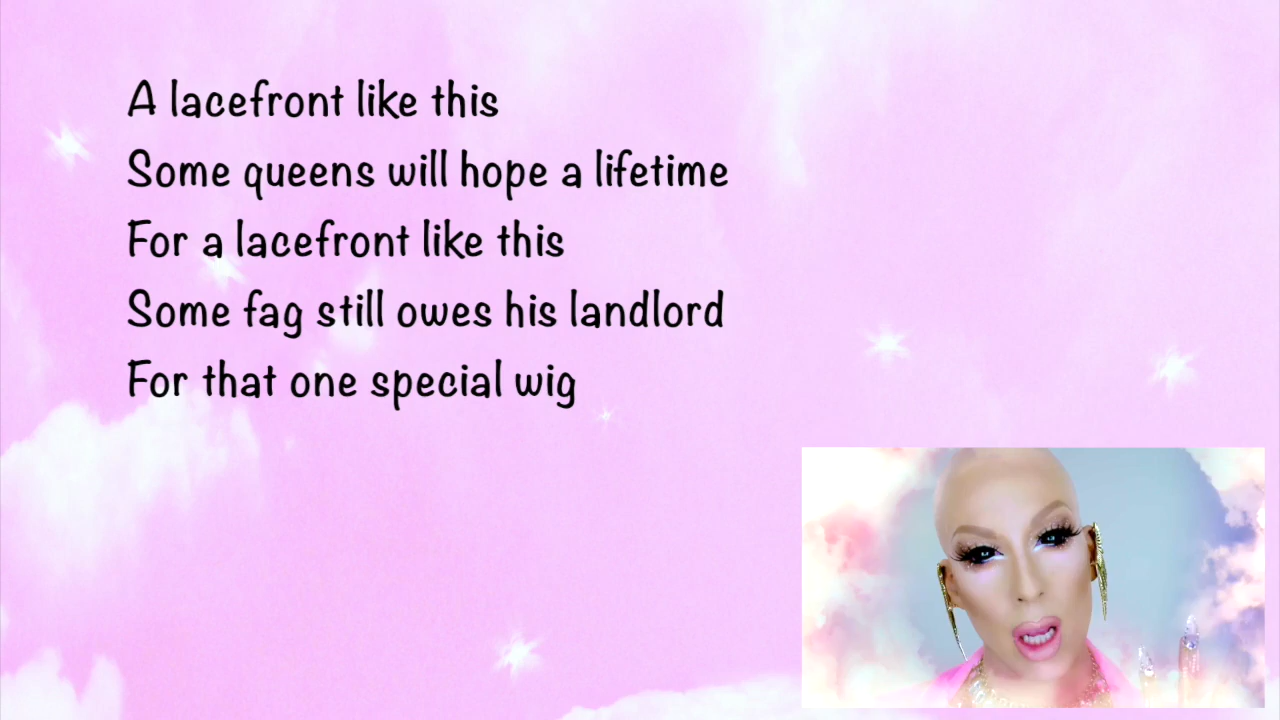 A lacefront like this
Some queens will hope a lifetime
For a lacefront like this
Some fag still owes his landlord
For that one special wig